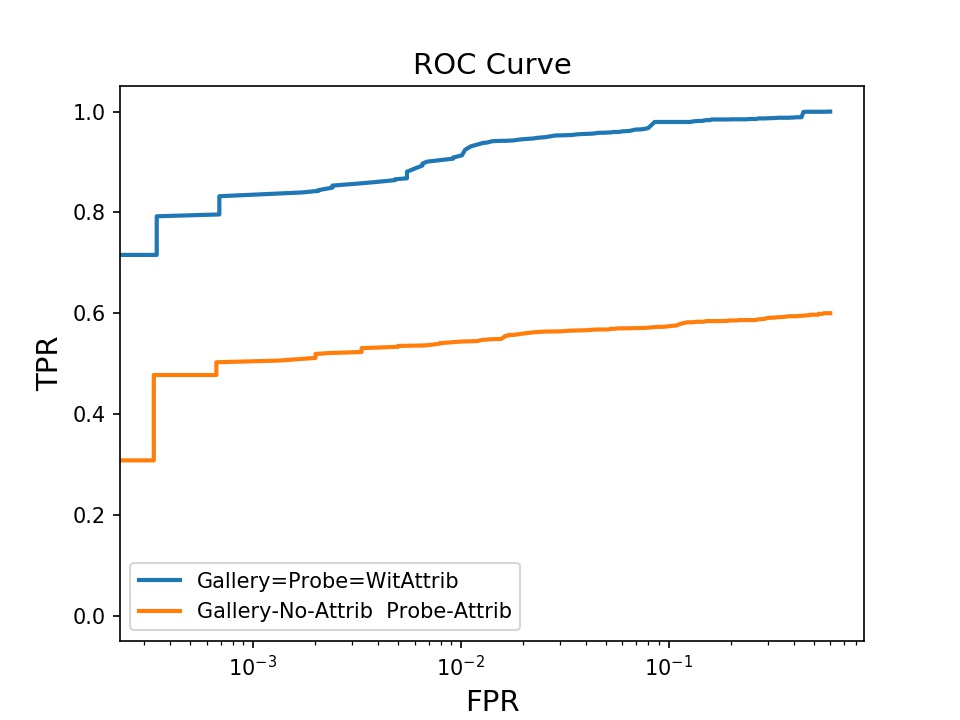 ROC Curve
1.0
0.8
0.6
0.4
0.2
0.0
TPR
Gallery=Probe=WitAttrib
Gallery-No-Attrib  Probe-Attrib
10⁻³ 10⁻² 10⁻¹
FPR